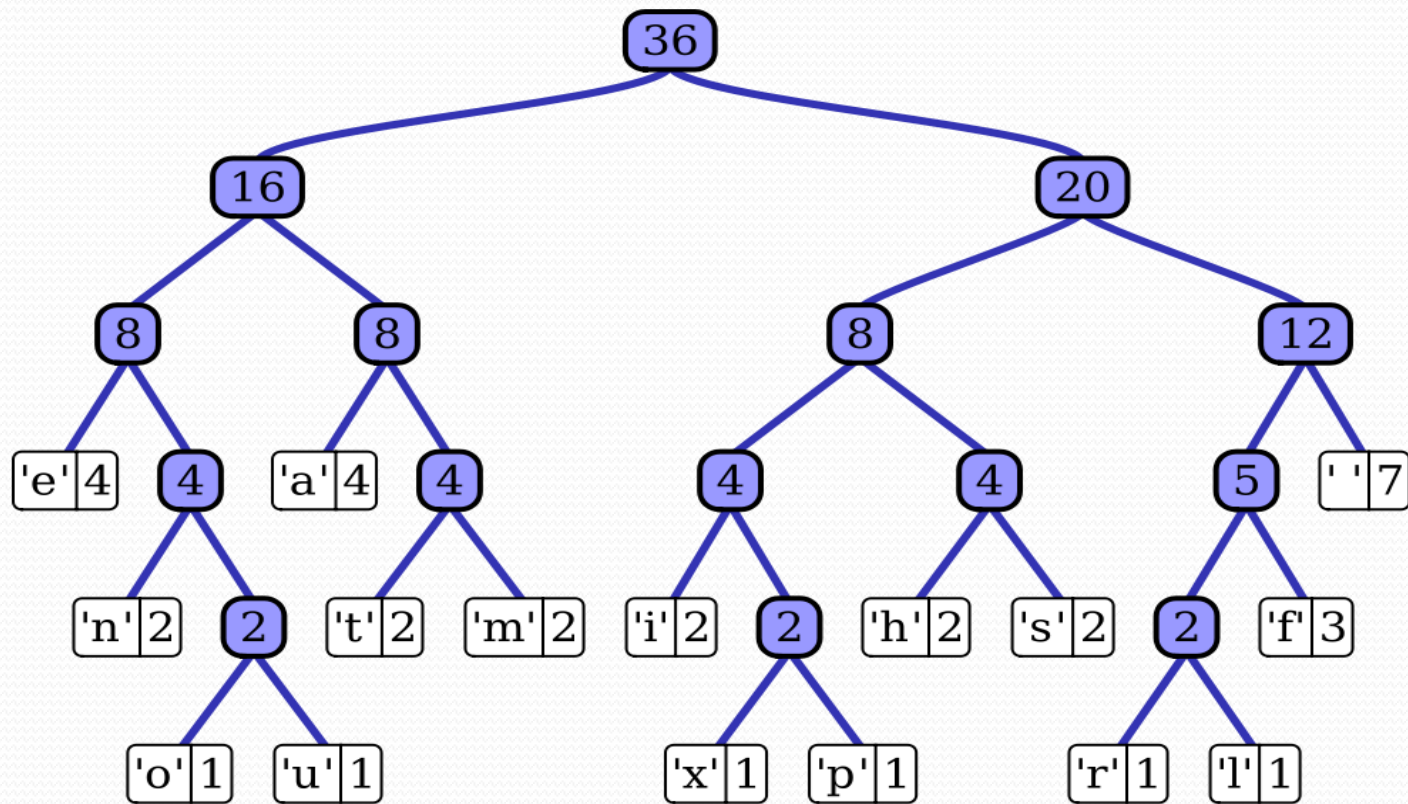 36
16 20
8 8 8 12
'e' 4 4 'a' 4 4 4 4 5 ' ' 7
'n' 2 2 't' 2 'm' 2 'i' 2 2 'h' 2 's' 2 2 'f' 3
'o' 1 'u' 1 'x' 1 'p' 1 'r' 1 'l' 1